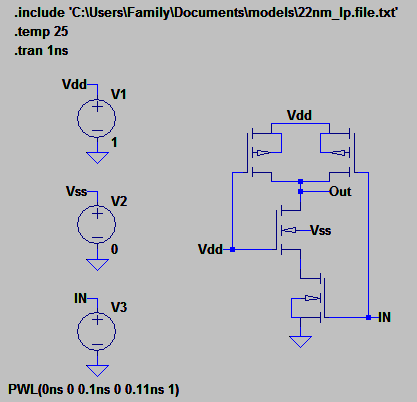 .include 'C:\Users\Family\Documents\models\22nm_lp.file.txt'
.temp 25
.tran 1ns
Vdd
V1
1
Vss
V2
0
IN
V3
PWL(0ns 0 0.1ns 0 0.11ns 1)
Vdd
Out
Vss
Vdd
IN